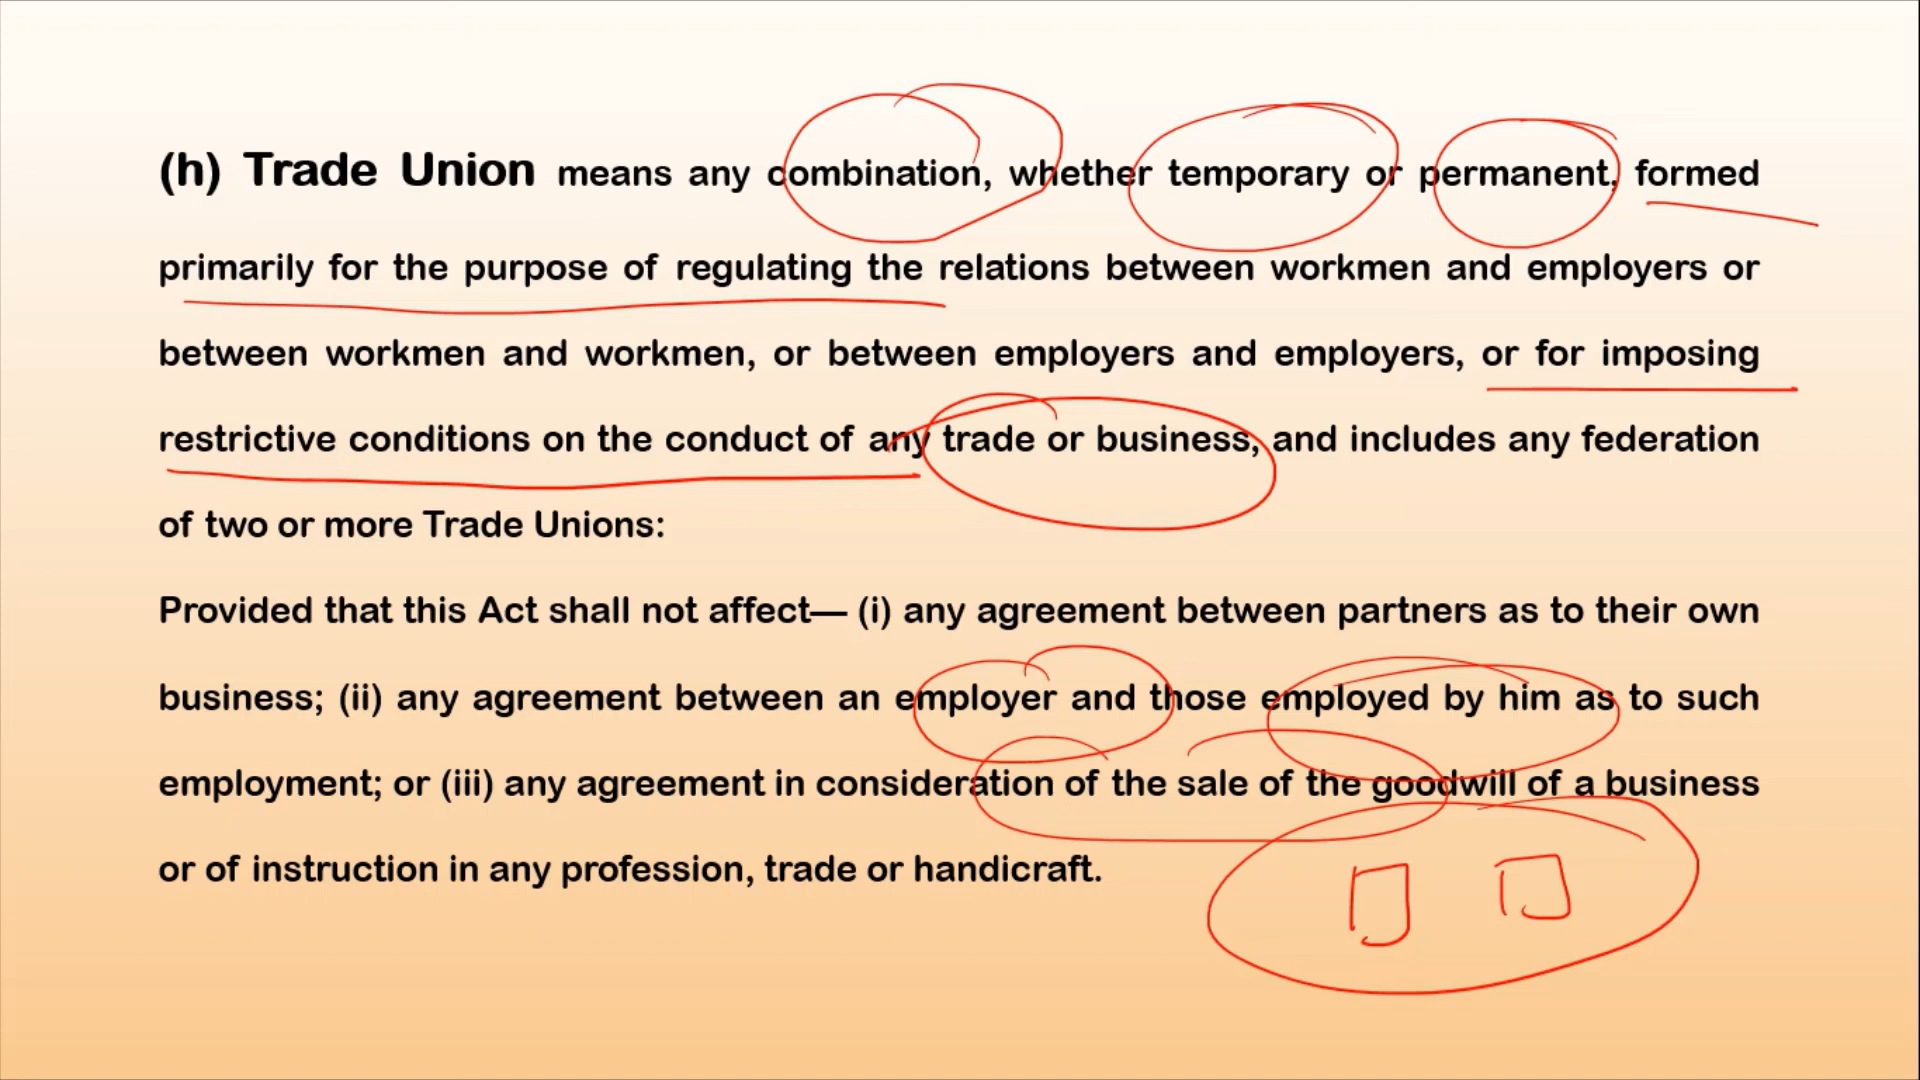 (h) Trade Union means any combination, whether temporary or permanent, formed
primarily for the purpose of regulating the relations between workmen and employers or
between workmen and workmen, or between employers and employers, or for imposing
restrictive conditions on the conduct of any trade or business, and includes any federation
of two or more Trade Unions:
Provided that this Act shall not affect— (i) any agreement between partners as to their own
business; (ii) any agreement between an employer and those employed by him as to such
employment; or (iii) any agreement in consideration of the sale of the goodwill of a business
or of instruction in any profession, trade or handicraft.